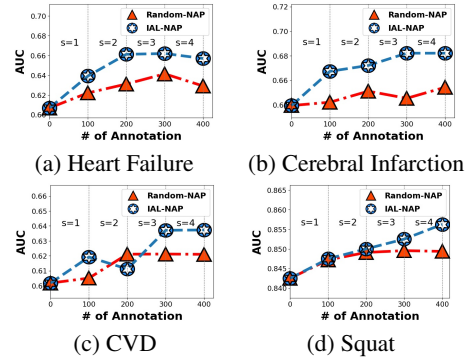 Random-NAP
IAL-NAP
0.70
0.68
0.66
0.64
0.62
0.60
AUC
s=1 s=2 s=3 s=4
0 100 200 300 400
# of Annotation
(a) Heart Failure
Random-NAP
IAL-NAP
0.70
0.68
0.66
0.64
AUC
s=1 s=2 s=3 s=4
0 100 200 300 400
# of Annotation
(b) Cerebral Infarction
Random-NAP
IAL-NAP
0.66
0.65
0.64
0.63
0.62
0.61
0.60
AUC
s=1 s=2 s=3 s=4
0 100 200 300 400
# of Annotation
(c) CVD
Random-NAP
IAL-NAP
0.865
0.860
0.855
0.850
0.845
0.840
AUC
s=1 s=2 s=3 s=4
0 100 200 300 400
# of Annotation
(d) Squat